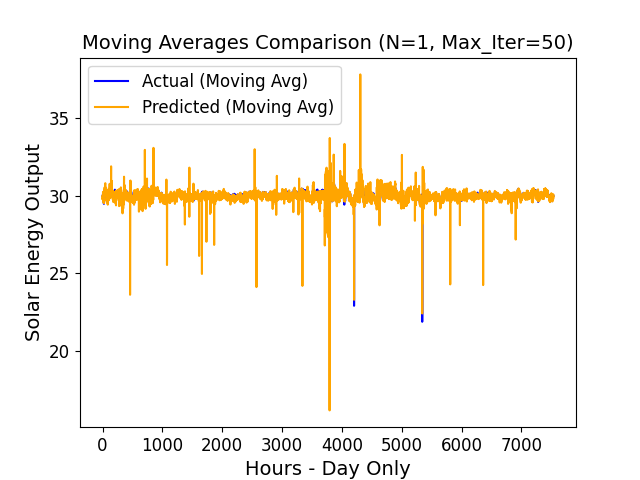 Moving Averages Comparison (N=1, Max_Iter=50)
Actual (Moving Avg)
Predicted (Moving Avg)
35
30
25
20
Solar Energy Output
0 1000 2000 3000 4000 5000 6000 7000
Hours - Day Only